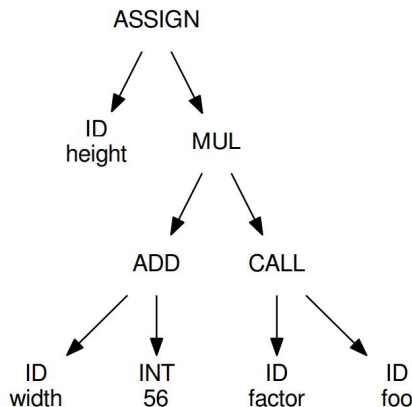 ASSIGN
ID
height
MUL
ADD
CALL
ID
width
INT
56
ID
factor
ID
foo